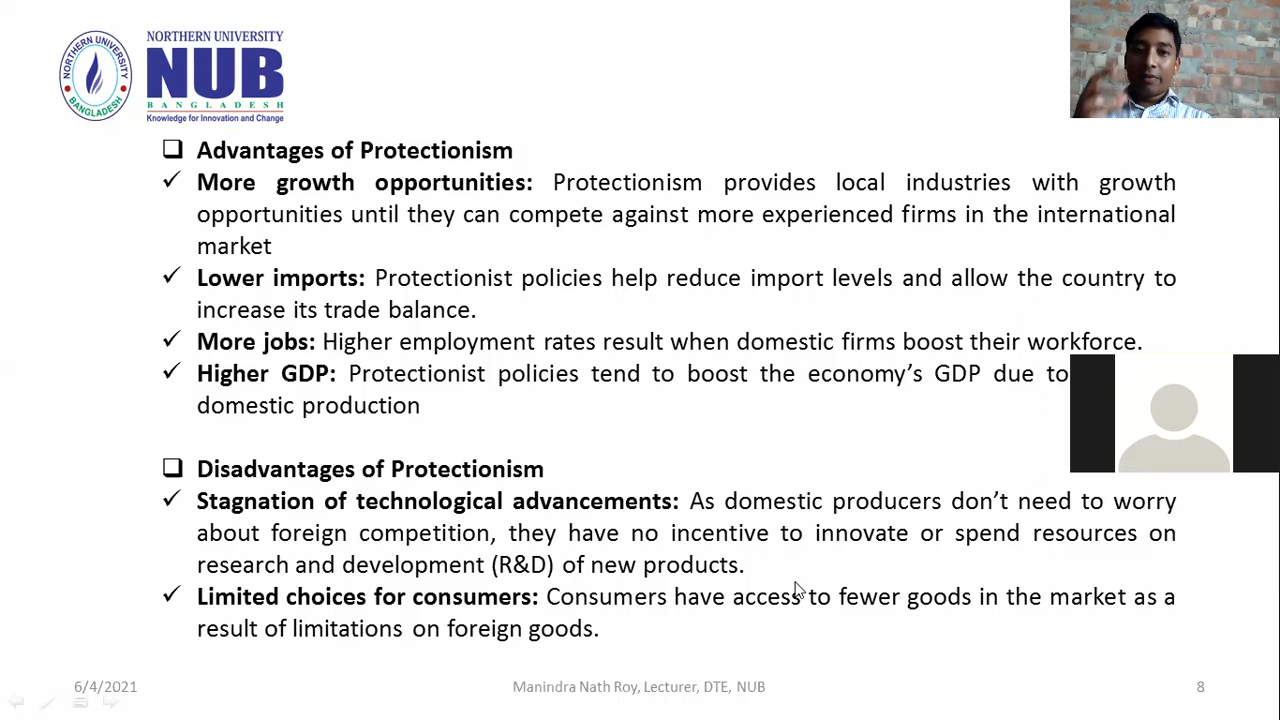 NORTHERN UNIVERSITY
NUB
BANGLADESH
Knowledge for Innovation and Change
NORTHERN UNIVERSITY
BANGLADESH
Advantages of Protectionism
More growth opportunities: Protectionism provides local industries with growth
opportunities until they can compete against more experienced firms in the international
market
Lower imports: Protectionist policies help reduce import levels and allow the country to
increase its trade balance.
More jobs: Higher employment rates result when domestic firms boost their workforce.
Higher GDP: Protectionist policies tend to boost the economy’s GDP due to
domestic production
Disadvantages of Protectionism
Stagnation of technological advancements: As domestic producers don’t need to worry
about foreign competition, they have no incentive to innovate or spend resources on
research and development (R&D) of new products.
Limited choices for consumers: Consumers have access to fewer goods in the market as a
result of limitations on foreign goods.
6/4/2021
Manindra Nath Roy, Lecturer, DTE, NUB
8